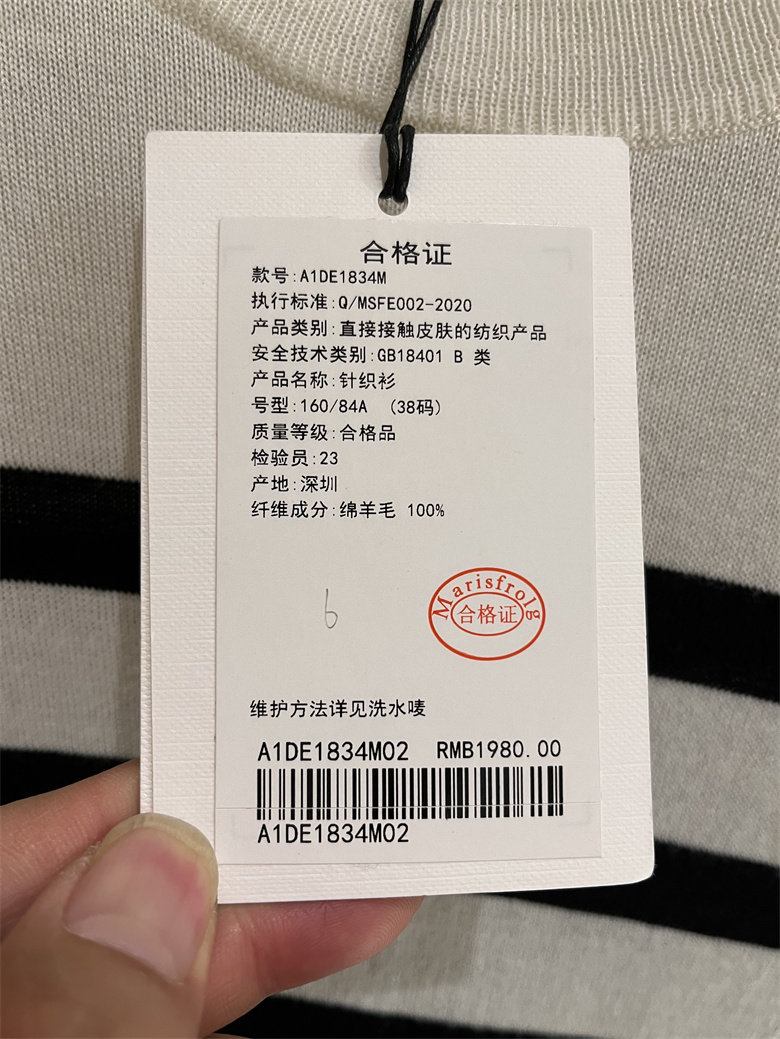 合格证
款号:A1DE1834M
执行标准:Q/MSFE002-2020
产品类别:直接接触皮肤的纺织产品
安全技术类别:GB18401 B 类
产品名称:针织衫
号型:160/84A (38码)
质量等级:合格品
检验员:23
产地:深圳
纤维成分:绵羊毛 100%
6
Marisfrolg
合格证
维护方法详见洗水唛
A1DE1834M02 RMB1980.00
A1DE1834M02